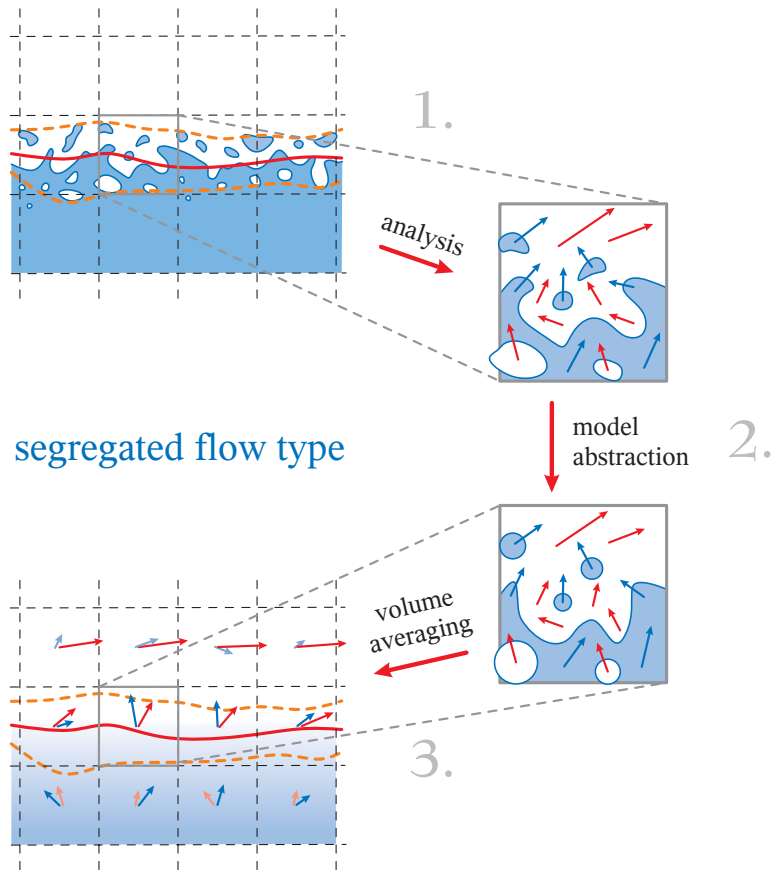 1.
analysis
segregated flow type
model
abstraction
2.
volume
averaging
3.